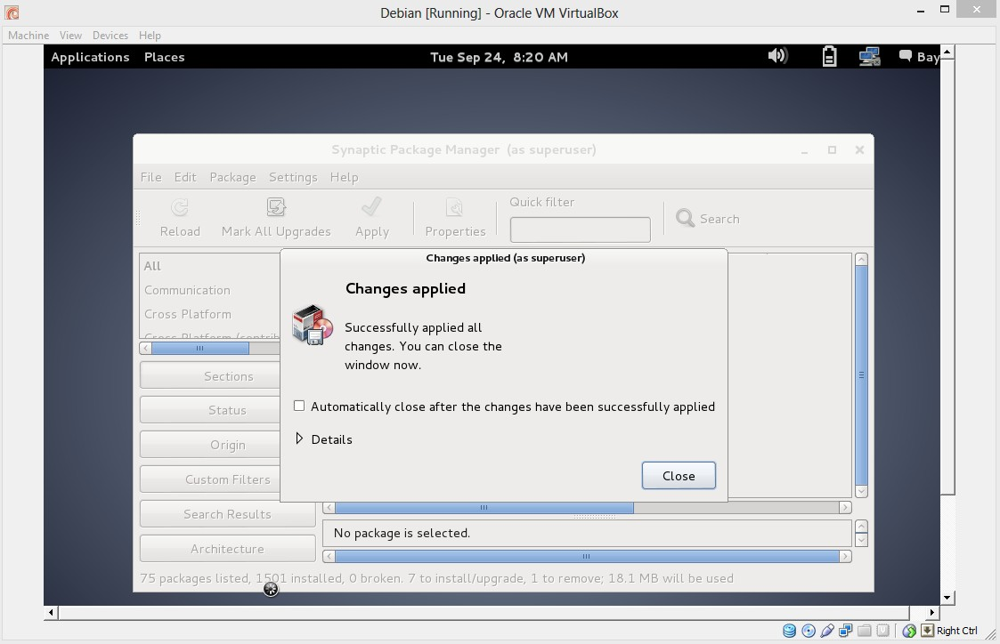 Debian [Running] - Oracle VM VirtualBox
Machine View Devices Help
Applications Places Tue Sep 24, 8:20 AM Bay
Synaptic Package Manager (as superuser)
File Edit Package Settings Help
Reload Mark All Upgrades Apply Properties Quick filter Search
All
Communication
Cross Platform
Cross Platform (contrib
Sections
Status
Origin
Custom Filters
Search Results
Architecture
Changes applied (as superuser)
Changes applied
Successfully applied all
changes. You can close the
window now.
Automatically close after the changes have been successfully applied
Details
Close
No package is selected.
75 packages listed, 1501 installed, 0 broken. 7 to install/upgrade, 1 to remove; 18.1 MB will be used
Right Ctrl